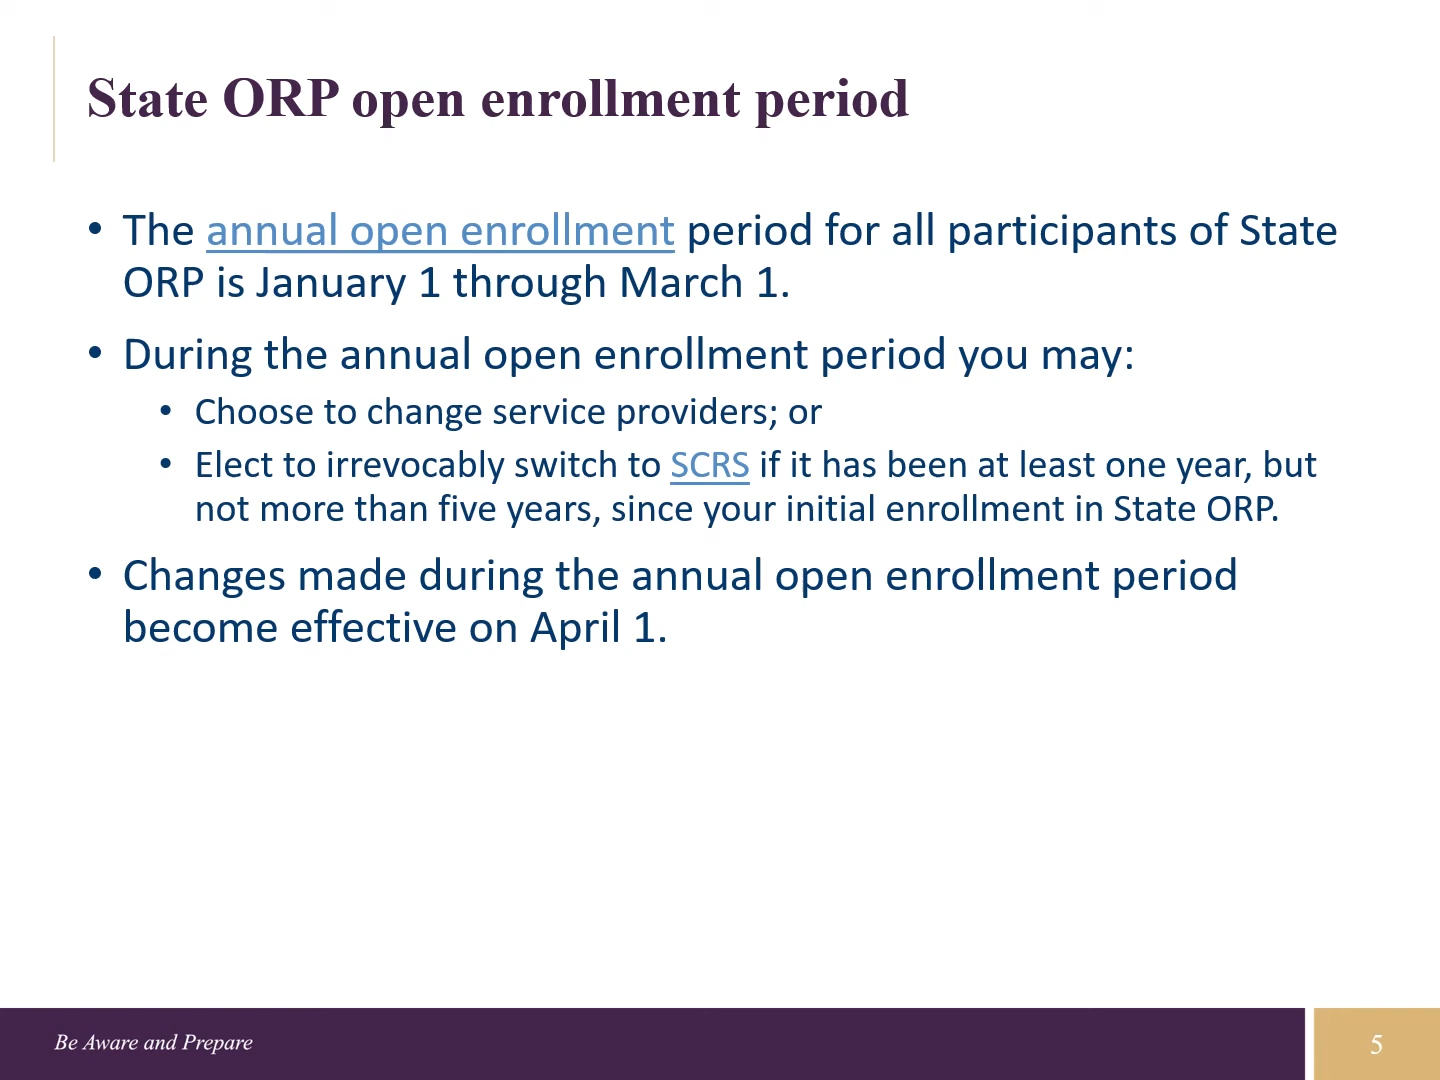 State ORP open enrollment period
• The annual open enrollment period for all participants of State
ORP is January 1 through March 1.
• During the annual open enrollment period you may:
• Choose to change service providers; or
• Elect to irrevocably switch to SCRS if it has been at least one year, but
not more than five years, since your initial enrollment in State ORP.
• Changes made during the annual open enrollment period
become effective on April 1.
Be Aware and Prepare
5